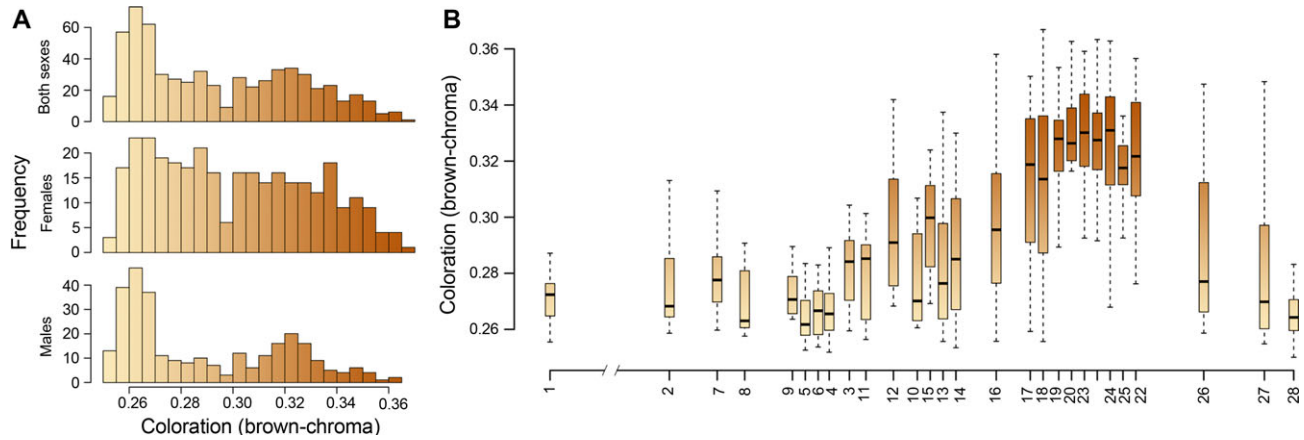 A
Frequency
Both sexes
60
40
20
0
Females
20
15
10
5
0
Males
40
30
20
10
0
0.26 0.28 0.30 0.32 0.34 0.36
Coloration (brown-chroma)
B
Coloration (brown-chroma)
0.36
0.34
0.32
0.30
0.28
0.26
1 2 7 8 9 5 6 4 3 11 12 10 15 13 14 16 17 18 19 20 23 24 25 22 26 27 28